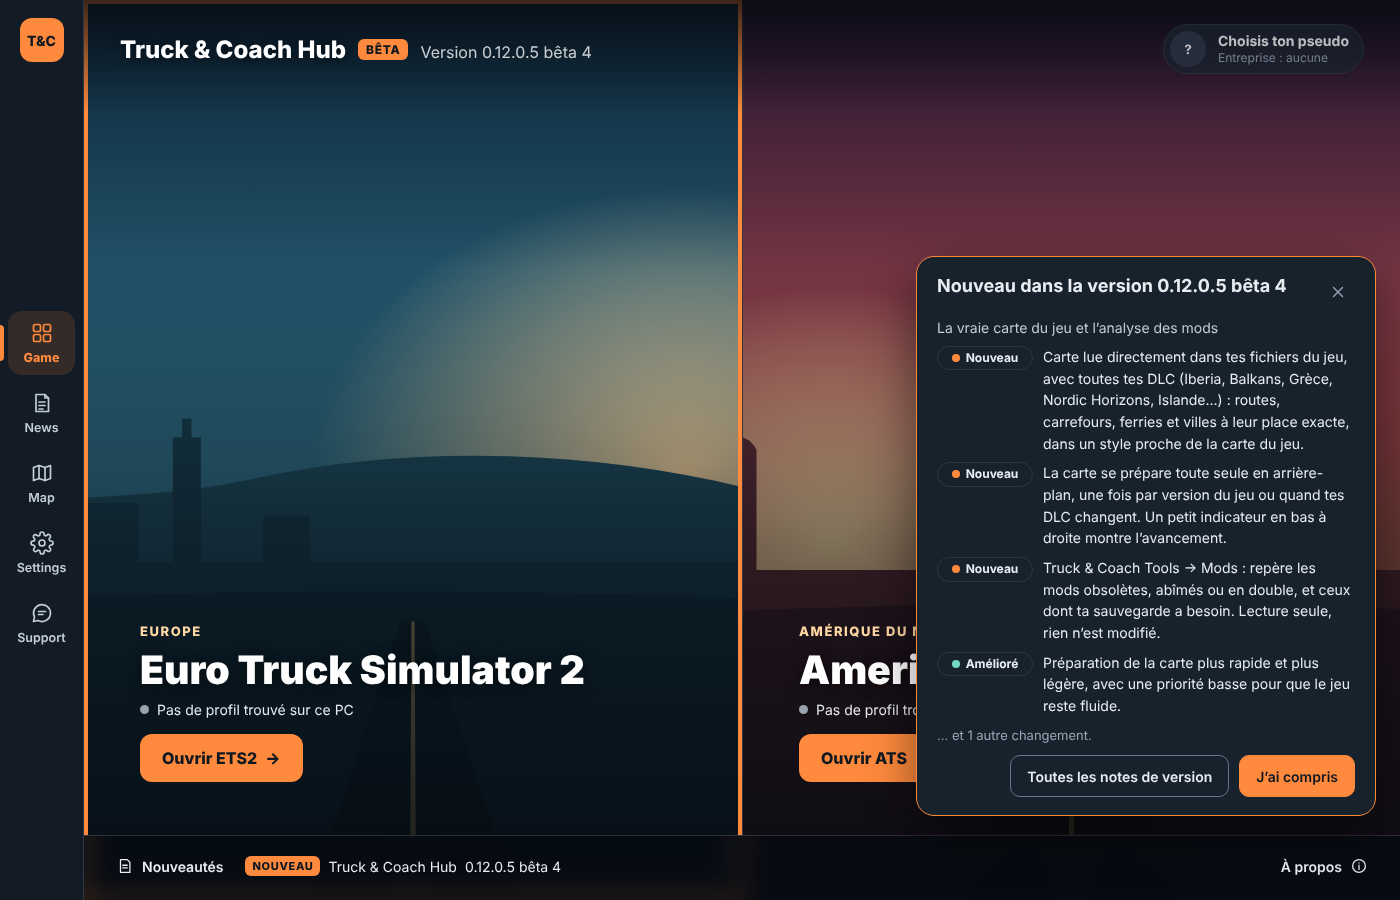 T&C
Truck & Coach Hub BÊTA Version 0.12.0.5 bêta 4
?
Choisis ton pseudo
Entreprise : aucune
Game
News
Map
Settings
Support
EUROPE
Euro Truck Simulator 2
Pas de profil trouvé sur ce PC
Ouvrir ETS2 →
AMÉRIQUE DU
Ameri
Pas de profil tro
Ouvrir ATS
Nouveau dans la version 0.12.0.5 bêta 4
La vraie carte du jeu et l’analyse des mods
Nouveau
Carte lue directement dans tes fichiers du jeu,
avec toutes tes DLC (Iberia, Balkans, Grèce,
Nordic Horizons, Islande…) : routes,
carrefours, ferries et villes à leur place exacte,
dans un style proche de la carte du jeu.
Nouveau
La carte se prépare toute seule en arrière-
plan, une fois par version du jeu ou quand tes
DLC changent. Un petit indicateur en bas à
droite montre l’avancement.
Nouveau
Truck & Coach Tools → Mods : repère les
mods obsolètes, abîmés ou en double, et ceux
dont ta sauvegarde a besoin. Lecture seule,
rien n’est modifié.
Amélioré
Préparation de la carte plus rapide et plus
légère, avec une priorité basse pour que le jeu
reste fluide.
… et 1 autre changement.
Toutes les notes de version
J’ai compris
Nouveautés
NOUVEAU Truck & Coach Hub 0.12.0.5 bêta 4
À propos